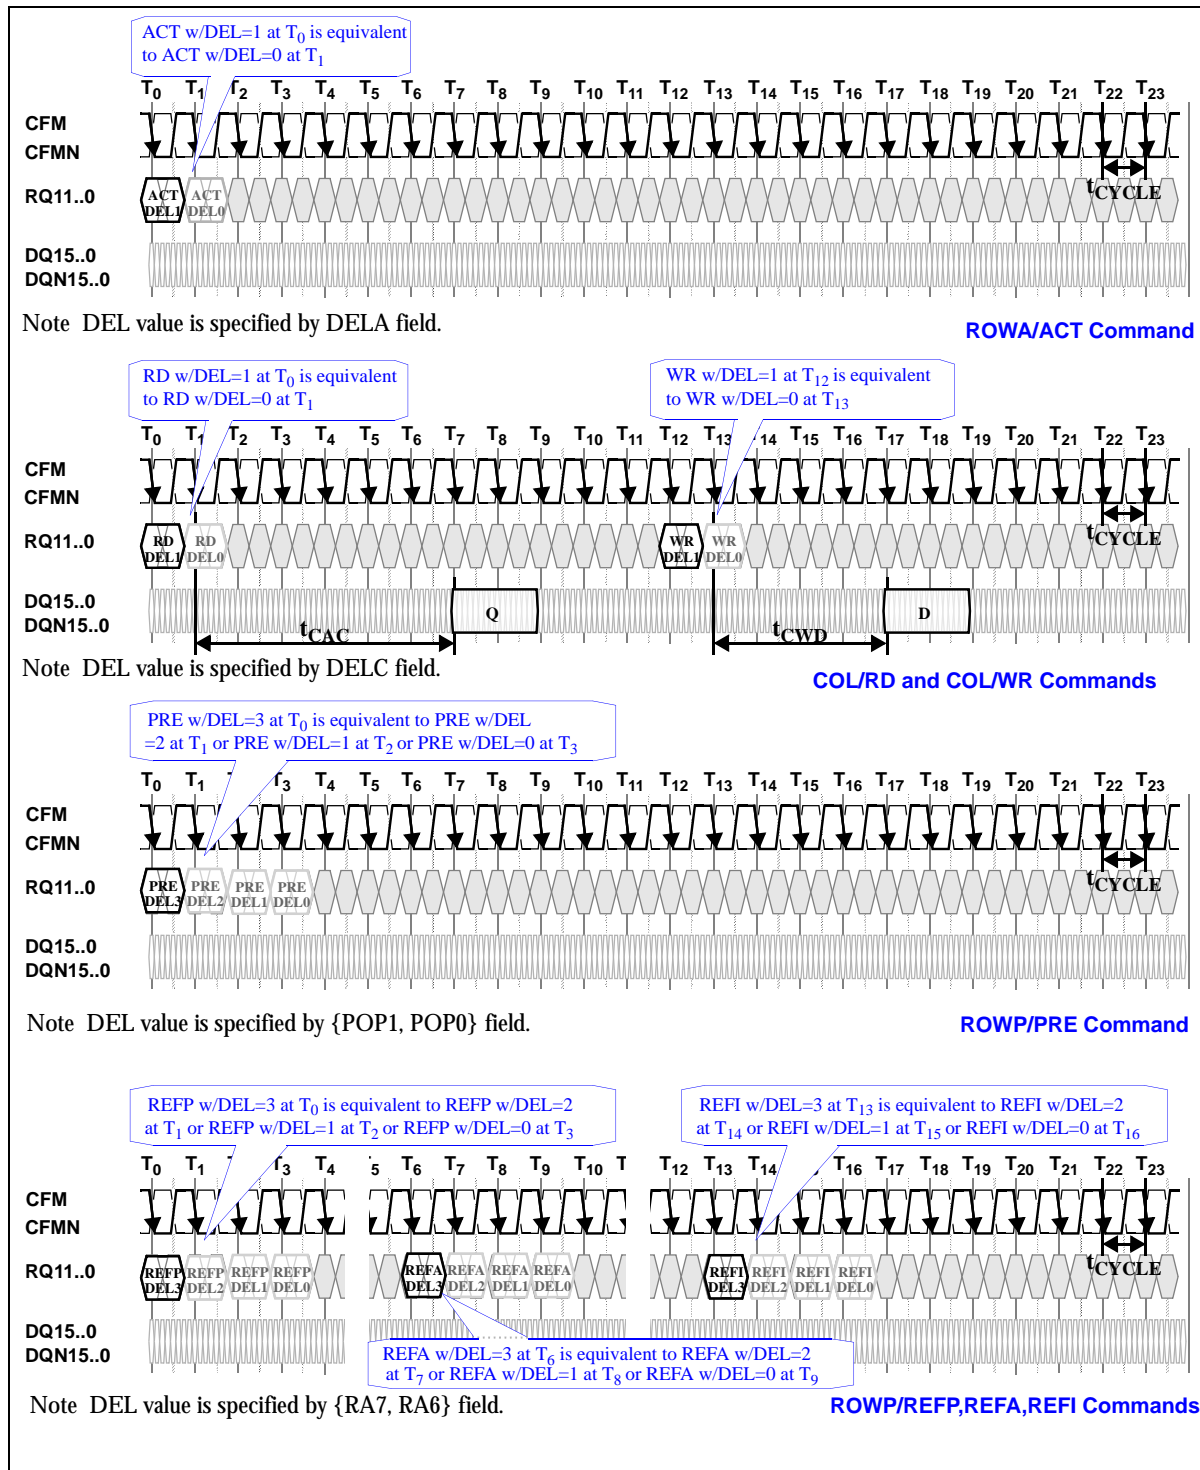 ACT w/DEL=1 at T0 is equivalent
to ACT w/DEL=0 at T1
T0 T1 T2 T3 T4 T5 T6 T7 T8 T9 T10 T11 T12 T13 T14 T15 T16 T17 T18 T19 T20 T21 T22 T23
CFM
CFMN
RQ11..0
ACT DEL1
ACT DEL0
tCYCLE
DQ15..0
DQN15..0
Note DEL value is specified by DELA field.
ROWA/ACT Command
RD w/DEL=1 at T0 is equivalent
to RD w/DEL=0 at T1
WR w/DEL=1 at T12 is equivalent
to WR w/DEL=0 at T13
T0 T1 T2 T3 T4 T5 T6 T7 T8 T9 T10 T11 T12 T13 T14 T15 T16 T17 T18 T19 T20 T21 T22 T23
CFM
CFMN
RQ11..0
RD DEL1
RD DEL0
WR DEL1
WR DEL0
tCYCLE
DQ15..0
DQN15..0
Q
D
tCAC
tCWD
Note DEL value is specified by DELC field.
COL/RD and COL/WR Commands
PRE w/DEL=3 at T0 is equivalent to PRE w/DEL
=2 at T1 or PRE w/DEL=1 at T2 or PRE w/DEL=0 at T3
T0 T1 T3 T4 T5 T6 T7 T8 T9 T10 T11 T12 T13 T14 T15 T16 T17 T18 T19 T20 T21 T22 T23
CFM
CFMN
RQ11..0
PRE DEL3
PRE DEL2
PRE DEL1
PRE DEL0
tCYCLE
DQ15..0
DQN15..0
Note DEL value is specified by {POP1, POP0} field.
ROWP/PRE Command
REFP w/DEL=3 at T0 is equivalent to REFP w/DEL=2
at T1 or REFP w/DEL=1 at T2 or REFP w/DEL=0 at T3
REFI w/DEL=3 at T13 is equivalent to REFI w/DEL=2
at T14 or REFI w/DEL=1 at T15 or REFI w/DEL=0 at T16
T0 T1 T3 T4 5 T6 T7 T8 T9 T10 T12 T13 T14 T16 T17 T18 T19 T20 T21 T22 T23
CFM
CFMN
RQ11..0
REFP DEL3
REFP DEL2
REFP DEL1
REFP DEL0
REFA DEL3
REFA DEL2
REFA DEL1
REFA DEL0
REFI DEL3
REFI DEL2
REFI DEL1
REFI DEL0
tCYCLE
DQ15..0
DQN15..0
REFA w/DEL=3 at T6 is equivalent to REFA w/DEL=2
at T7 or REFA w/DEL=1 at T8 or REFA w/DEL=0 at T9
Note DEL value is specified by {RA7, RA6} field.
ROWP/REFP,REFA,REFI Commands